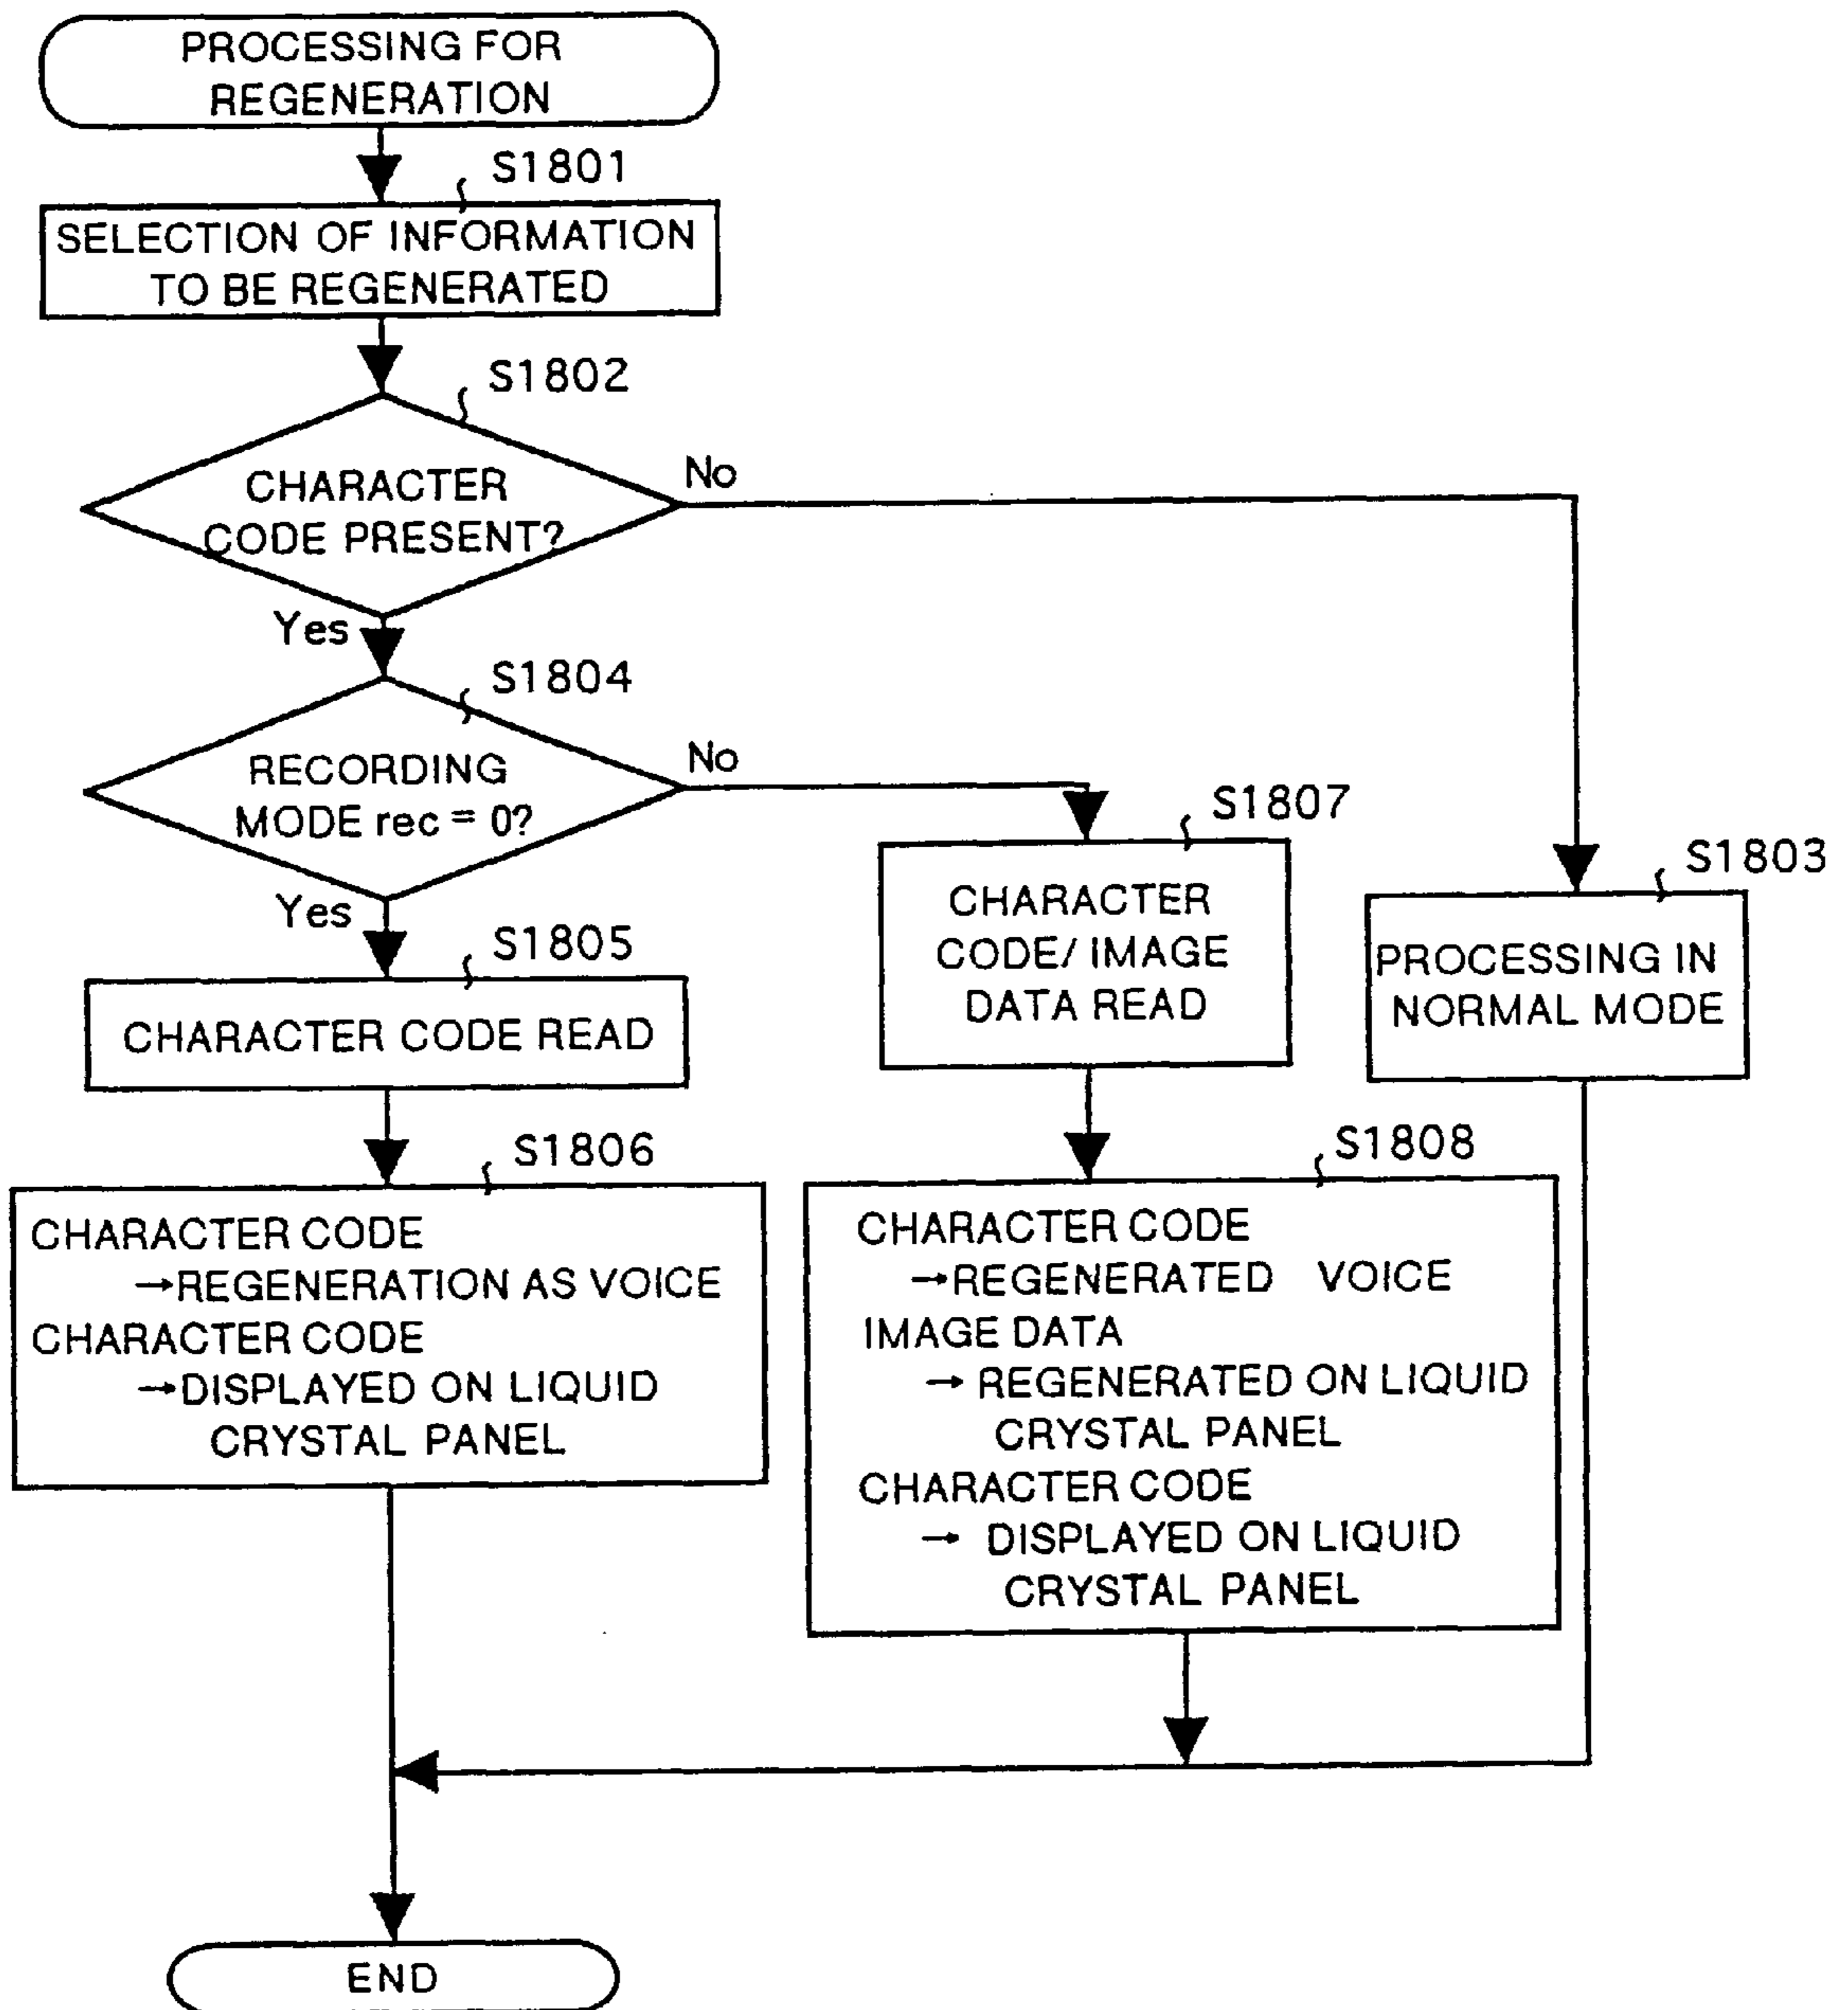 PROCESSING FOR
REGENERATION
S1801
SELECTION OF INFORMATION
TO BE REGENERATED
S1802
CHARACTER
CODE PRESENT?
No
Yes
S1804
RECORDING
MODE rec = 0?
No
Yes
S1807
CHARACTER
CODE/ IMAGE
DATA READ
S1803
PROCESSING IN
NORMAL MODE
S1805
CHARACTER CODE READ
S1806
CHARACTER CODE
→REGENERATION AS VOICE
CHARACTER CODE
→DISPLAYED ON LIQUID
CRYSTAL PANEL
S1808
CHARACTER CODE
→REGENERATED VOICE
IMAGE DATA
→ REGENERATED ON LIQUID
CRYSTAL PANEL
CHARACTER CODE
→ DISPLAYED ON LIQUID
CRYSTAL PANEL
END